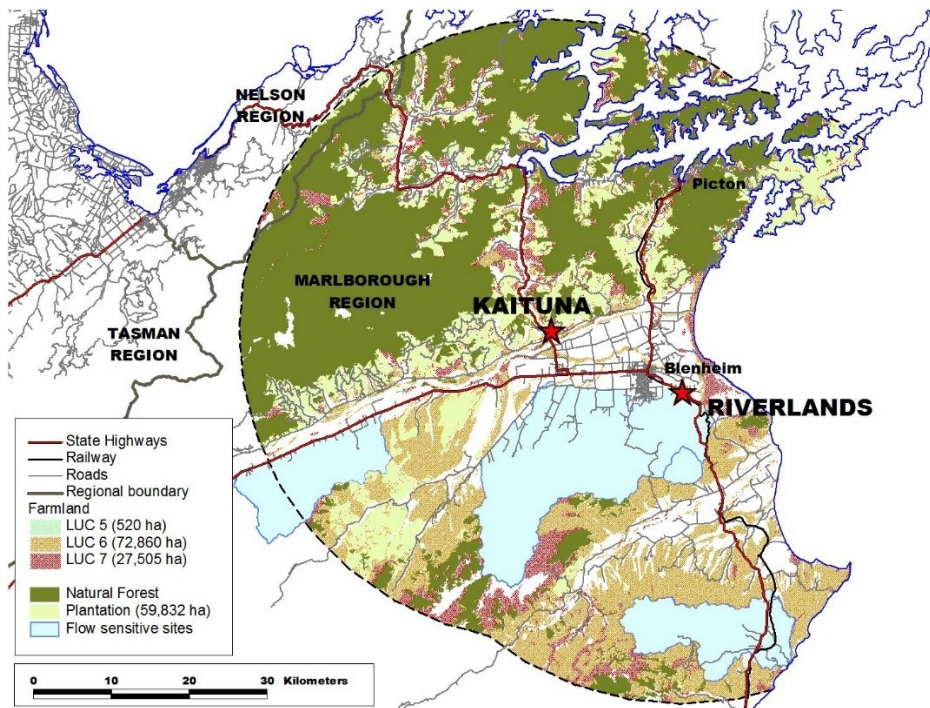 NELSON
REGION
Picton
MARLBOROUGH
REGION
KAITUNA
TASMAN
REGION
Blenheim
RIVERLANDS
State Highways
Railway
Roads
Regional boundary
Farmland
LUC 5 (520 ha)
LUC 6 (72,860 ha)
LUC 7 (27,505 ha)
Natural Forest
Plantation (59,832 ha)
Flow sensitive sites
0 10 20 30 Kilometers